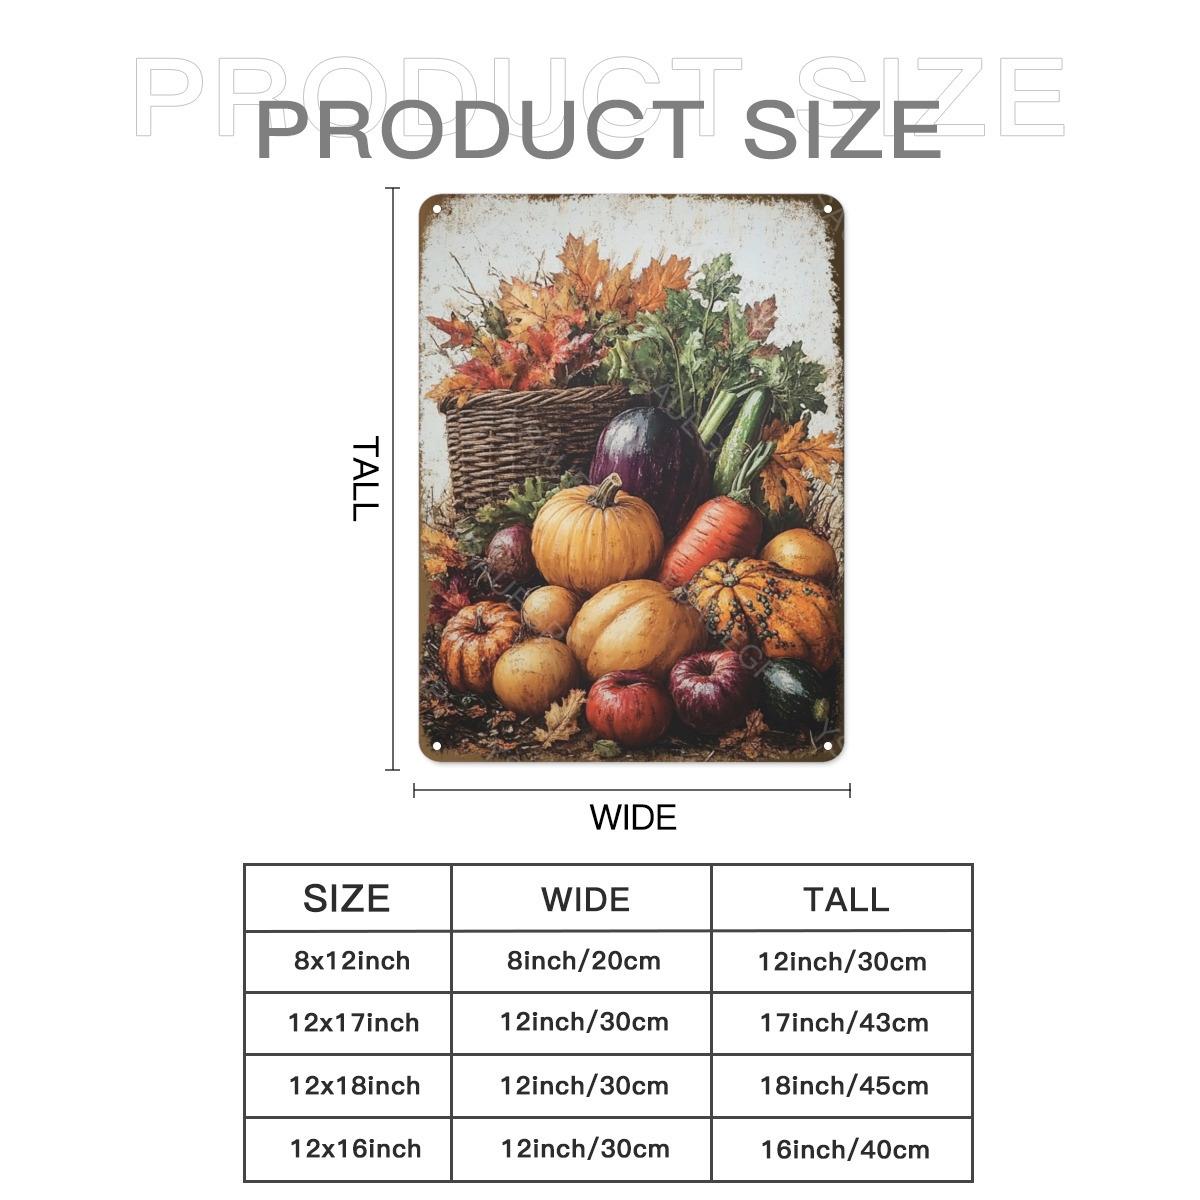 PRODUCT SIZE
PRODUCT SIZE
TALL
WIDE
SIZE WIDE TALL
8x12inch 8inch/20cm 12inch/30cm
12x17inch 12inch/30cm 17inch/43cm
12x18inch 12inch/30cm 18inch/45cm
12x16inch 12inch/30cm 16inch/40cm